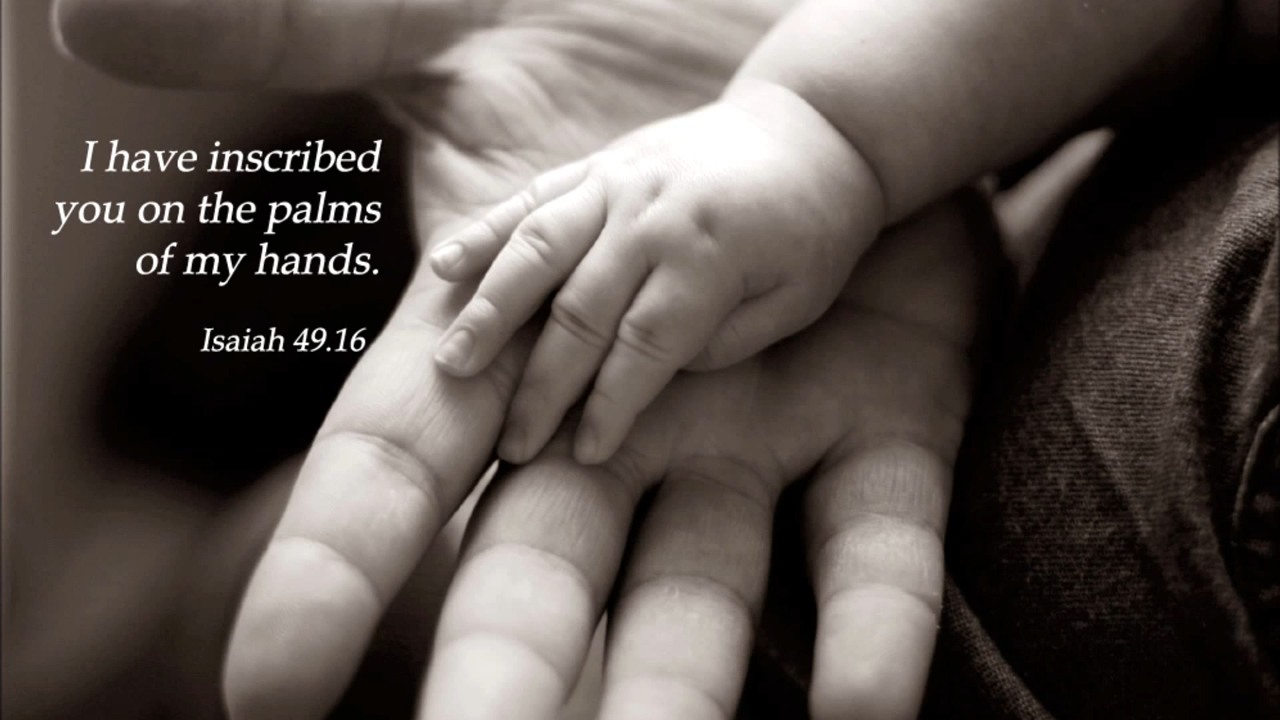 I have inscribed
you on the palms
of my hands.
Isaiah 49.16